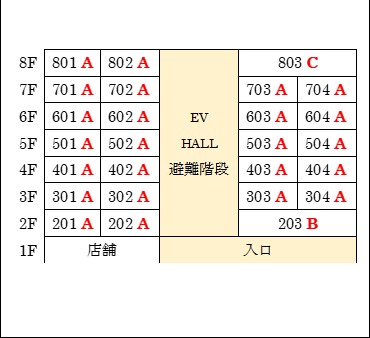 8F 801 A 802 A 803 C
7F 701 A 702 A 703 A 704 A
6F 601 A 602 A EV 603 A 604 A
5F 501 A 502 A HALL 503 A 504 A
4F 401 A 402 A 避難階段 403 A 404 A
3F 301 A 302 A 303 A 304 A
2F 201 A 202 A 203 B
1F 店舗 入口